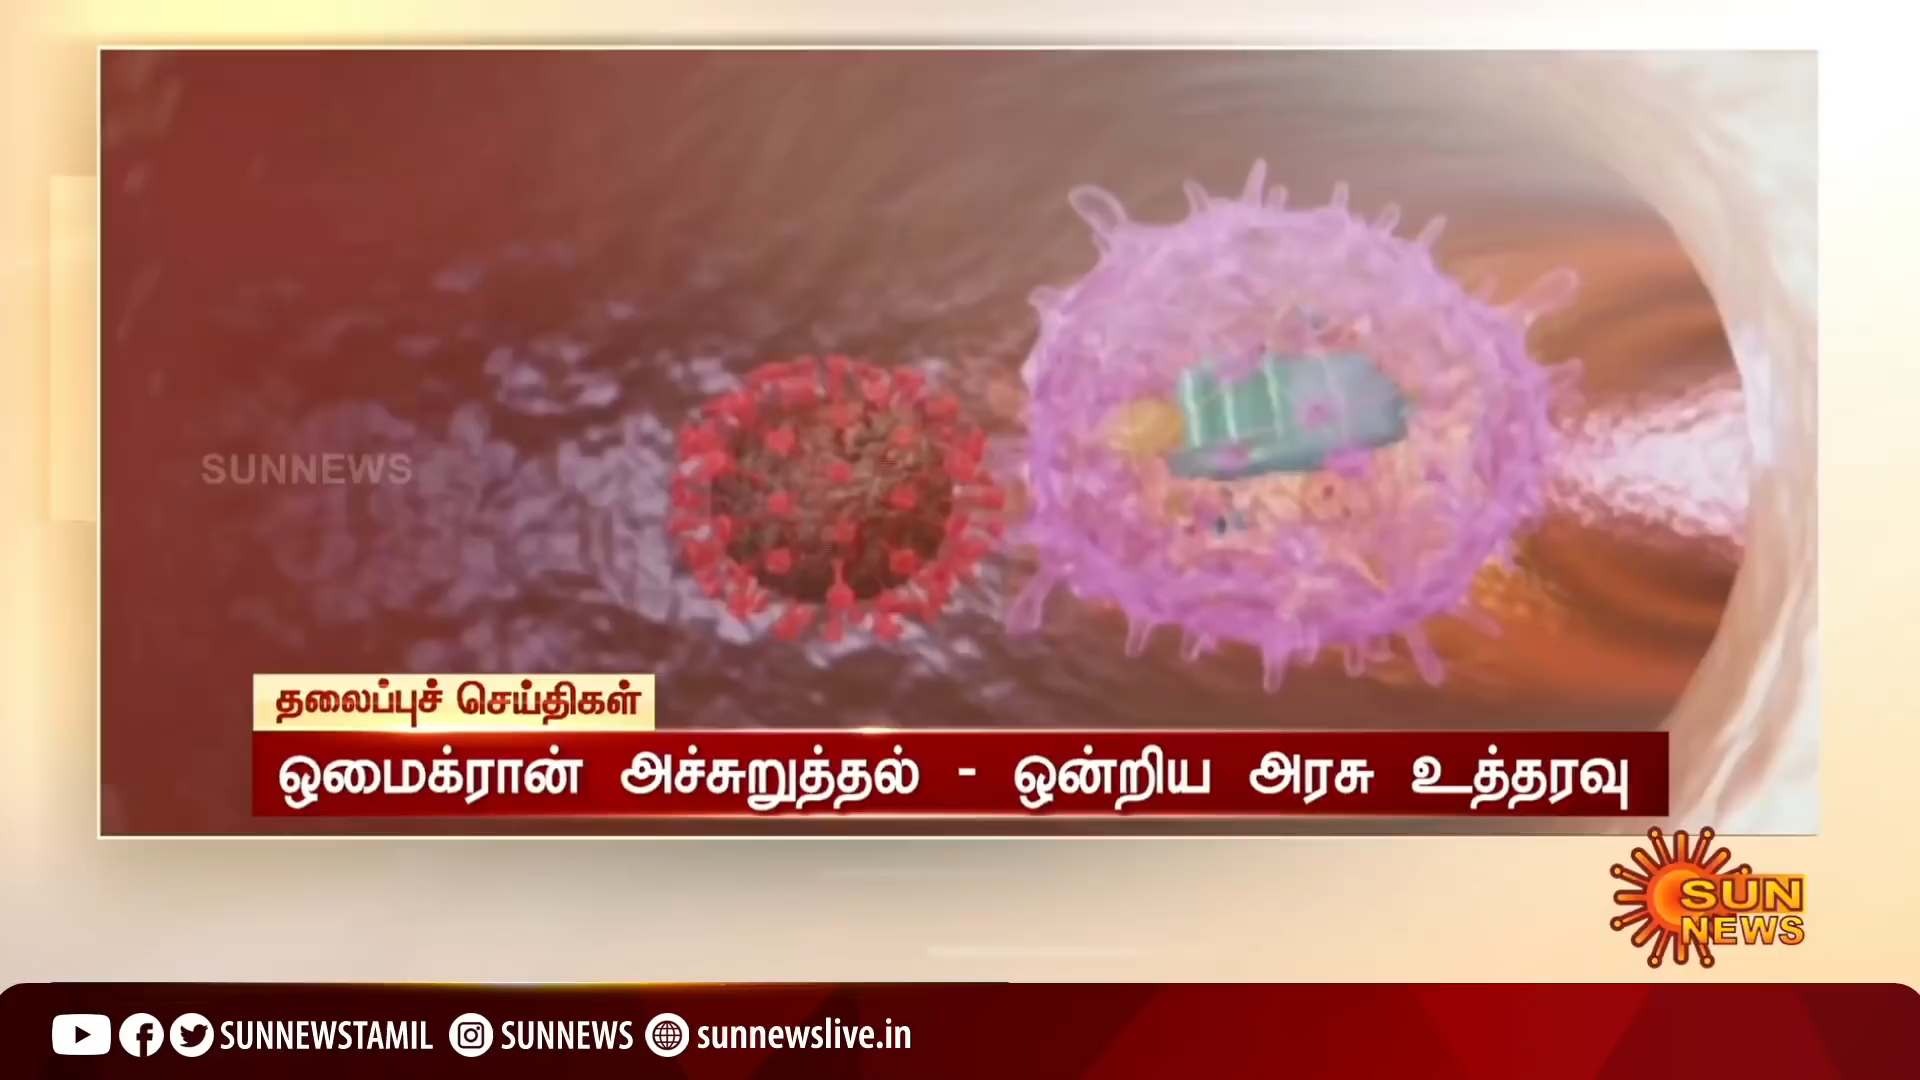 SUNNEWS
தலைப்புச் செய்திகள்
ஒமைக்ரான் அச்சுறுத்தல் - ஒன்றிய அரசு உத்தரவு
SUN
NEWS
SUNNEWSTAMIL SUNNEWS sunnewslive.in